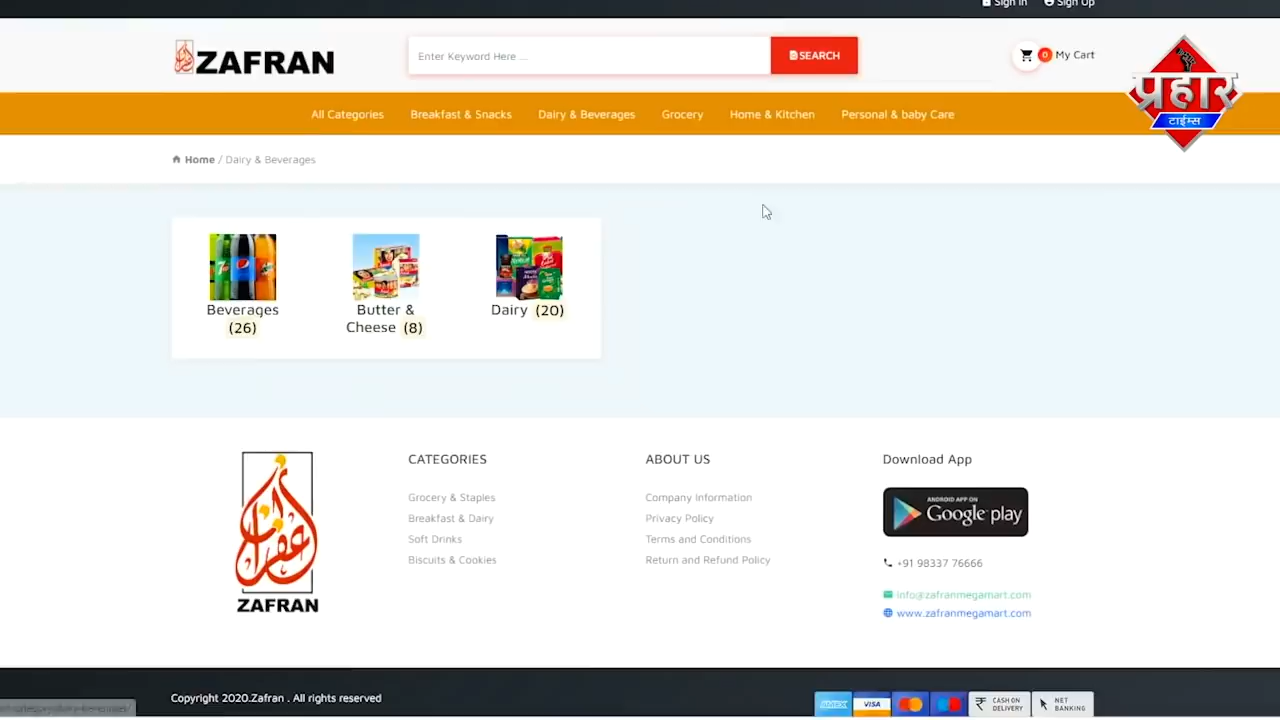 Sign In Sign Up
ZAFRAN
Enter Keyword Here ...
SEARCH
0 My Cart
प्रहार
टाईम्स
All Categories Breakfast & Snacks Dairy & Beverages Grocery Home & Kitchen Personal & baby Care
Home / Dairy & Beverages
Beverages
(26)
Butter &
Cheese (8)
Dairy (20)
ZAFRAN
CATEGORIES
Grocery & Staples
Breakfast & Dairy
Soft Drinks
Biscuits & Cookies
ABOUT US
Company Information
Privacy Policy
Terms and Conditions
Return and Refund Policy
Download App
ANDROID APP ON
Google play
+91 98337 76666
info@zafranmegamart.com
www.zafranmegamart.com
Copyright 2020.Zafran . All rights reserved
AMEX VISA CASH ON DELIVERY NET BANKING